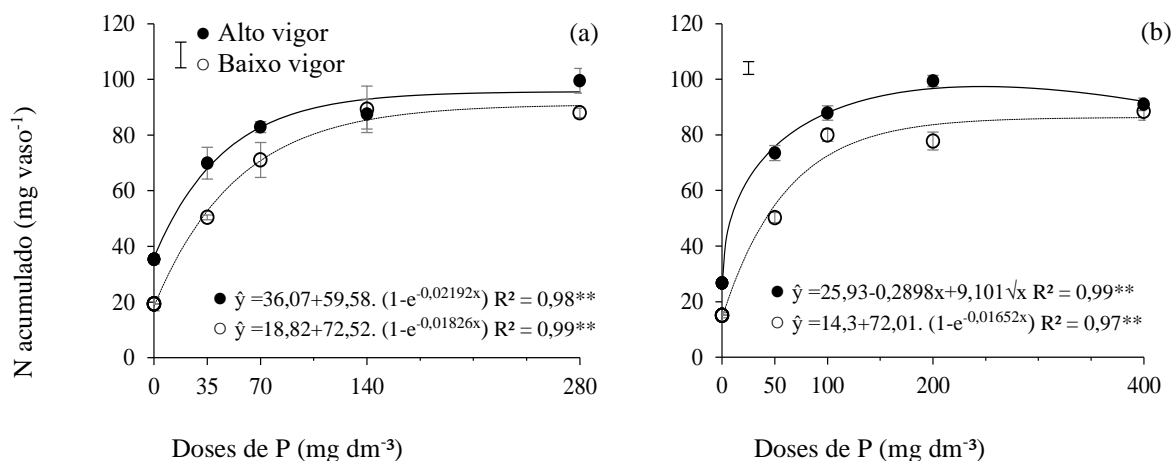 N acumulado (mg vaso⁻¹)
120
100
80
60
40
20
0
Alto vigor
Baixo vigor
(a)
ŷ =36,07+59,58. (1-e⁻⁰,⁰²¹⁹²ˣ) R² = 0,98**
ŷ =18,82+72,52. (1-e⁻⁰,⁰¹⁸²⁶ˣ) R² = 0,99**
0 35 70 140 280
Doses de P (mg dm⁻³)
120
100
80
60
40
20
0
(b)
ŷ =25,93-0,2898x+9,101√x R² = 0,99**
ŷ =14,3+72,01. (1-e⁻⁰,⁰¹⁶⁵²ˣ) R² = 0,97**
0 50 100 200 400
Doses de P (mg dm⁻³)